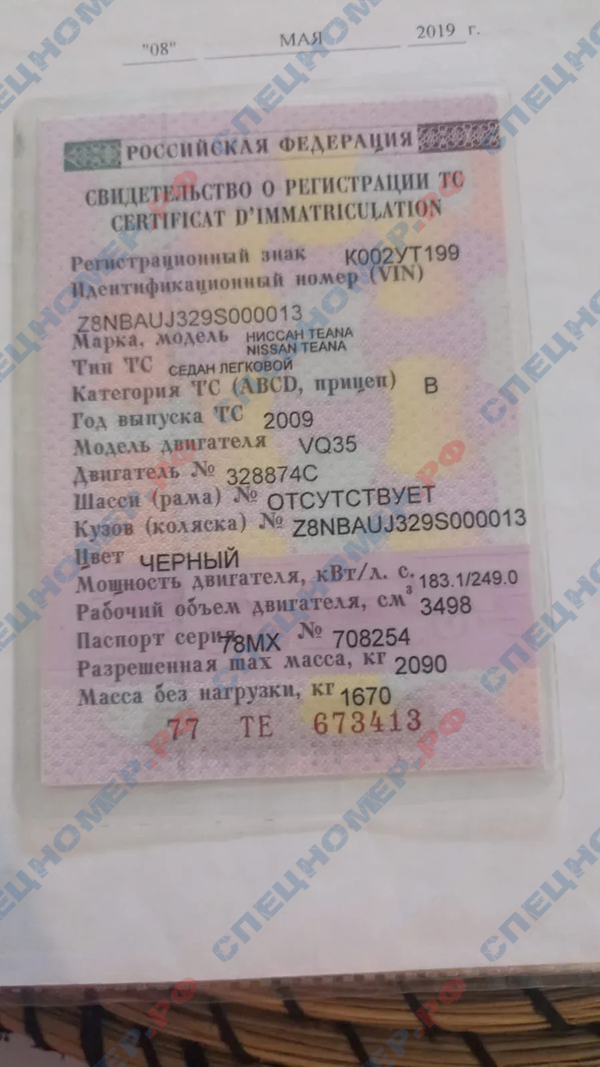 "08" МАЯ 2019 г.
РОССИЙСКАЯ ФЕДЕРАЦИЯ
СВИДЕТЕЛЬСТВО О РЕГИСТРАЦИИ ТС
CERTIFICAT D'IMMATRICULATION
Регистрационный знак К002УТ199
Идентификационный номер (VIN)
Z8NBAUJ329S000013
Марка, модель НИССАН TEANA
NISSAN TEANA
Тип ТС СЕДАН ЛЕГКОВОЙ
Категория ТС (ABCD, прицеп) В
Год выпуска ТС 2009
Модель двигателя VQ35
Двигатель № 328874C
Шасси (рама) № ОТСУТСТВУЕТ
Кузов (коляска) № Z8NBAUJ329S000013
Цвет ЧЕРНЫЙ
Мощность двигателя, кВт/л. с. 183.1/249.0
Рабочий объем двигателя, см³ 3498
Паспорт серия 78МХ № 708254
Разрешенная max масса, кг 2090
Масса без нагрузки, кг 1670
77 ТЕ 673413
СПЕЦНОМЕР.РФ